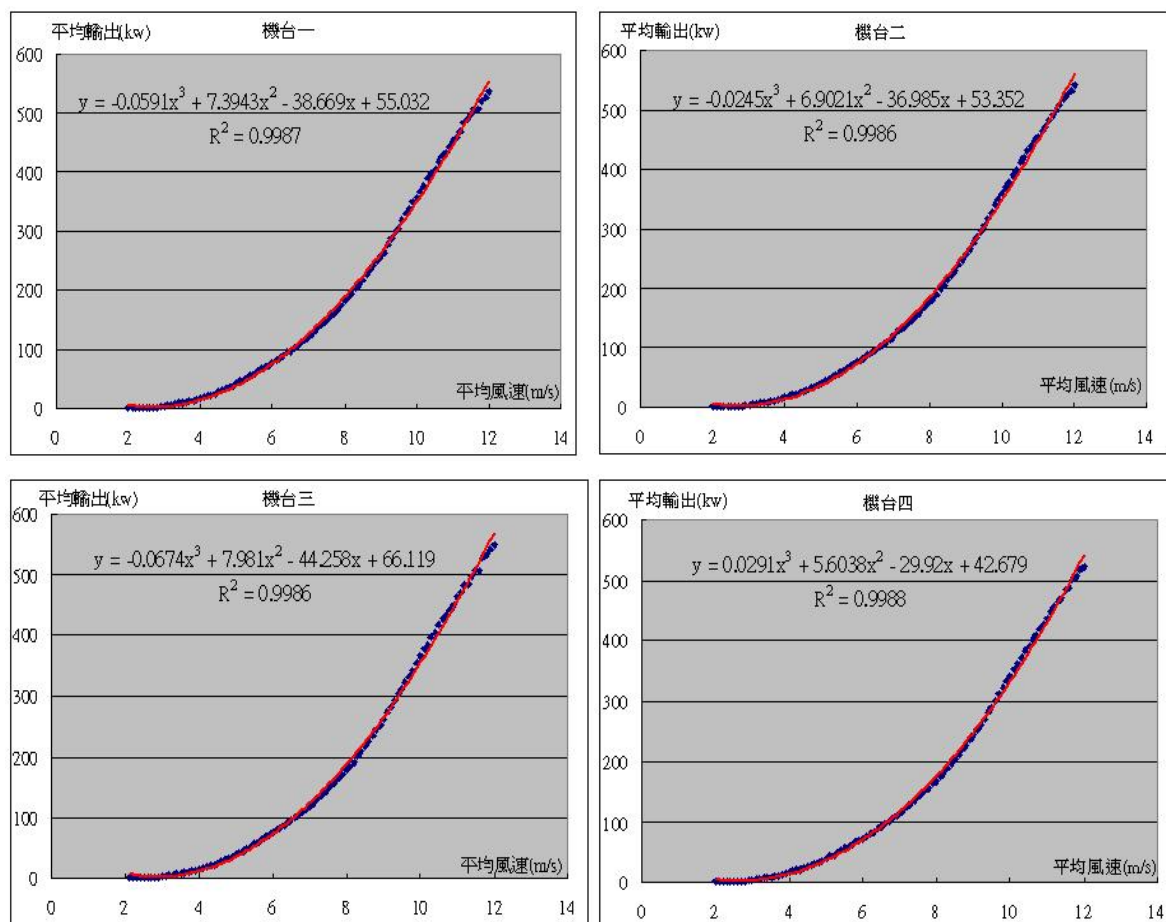 平均輸出(kw) 機台一
600
y = -0.0591x³ + 7.3943x² - 38.669x + 55.032
500
R² = 0.9987
400
300
200
100
平均風速(m/s)
0
0 2 4 6 8 10 12 14
平均輸出(kw) 機台二
600
y = -0.0245x³ + 6.9021x² - 36.985x + 53.352
500
R² = 0.9986
400
300
200
100
平均風速(m/s)
0
0 2 4 6 8 10 12 14
平均輸出(kw) 機台三
600
y = -0.0674x³ + 7.981x² - 44.258x + 66.119
500
R² = 0.9986
400
300
200
100
平均風速(m/s)
0
0 2 4 6 8 10 12 14
平均輸出(kw) 機台四
600
y = 0.0291x³ + 5.6038x² - 29.92x + 42.679
500
R² = 0.9988
400
300
200
100
平均風速(m/s)
0
0 2 4 6 8 10 12 14